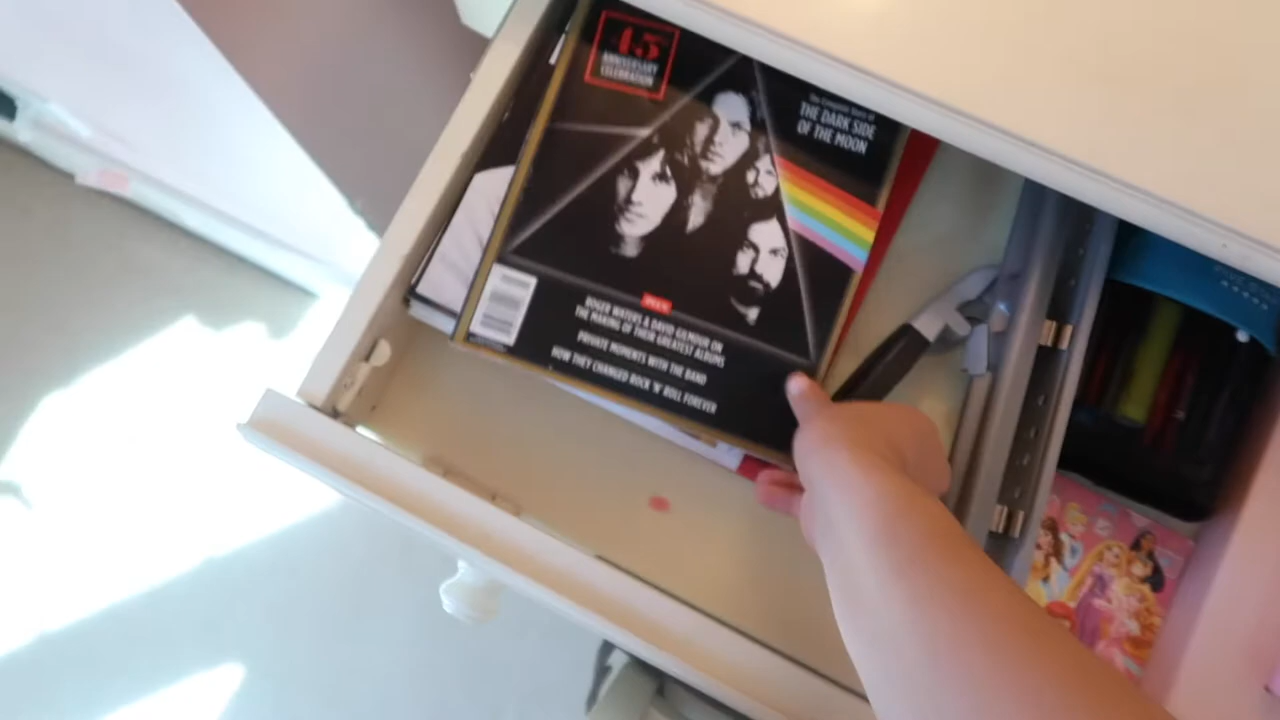 45
ANNIVERSARY
CELEBRATION
The Complete Story of
THE DARK SIDE
OF THE MOON
PLUS
ROGER WATERS & DAVID GILMOUR ON
THE MAKING OF THEIR GREATEST ALBUMS
PRIVATE MOMENTS WITH THE BAND
HOW THEY CHANGED ROCK 'N' ROLL FOREVER